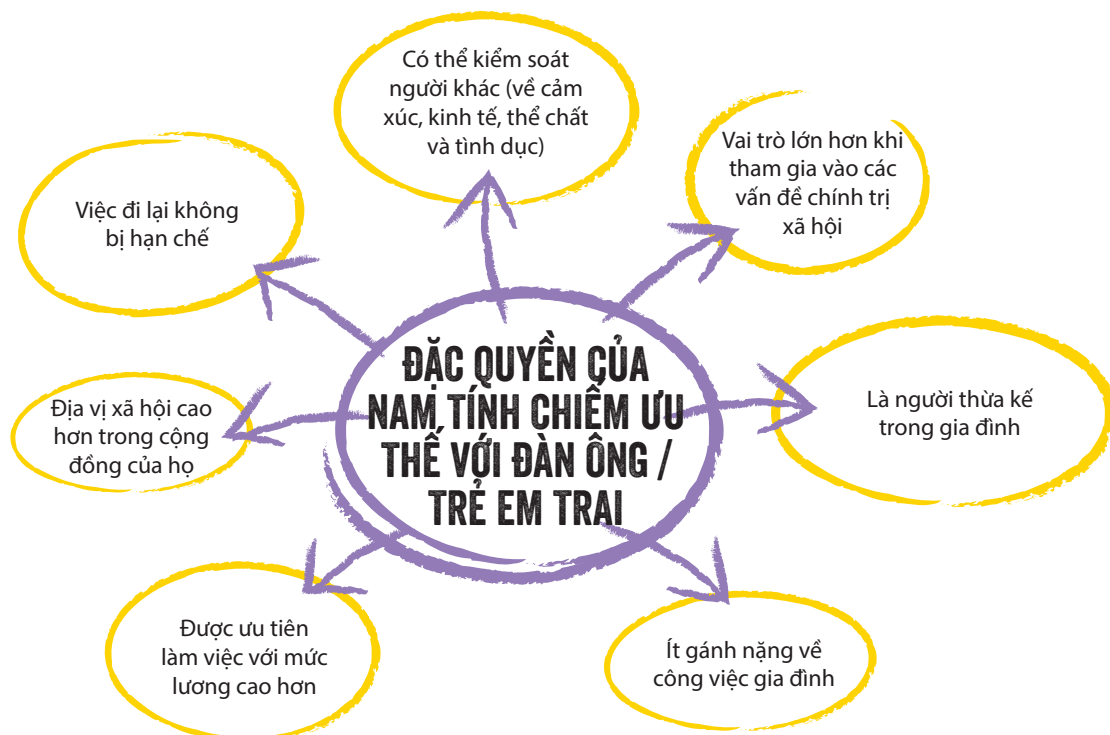 Có thể kiểm soát
người khác (về cảm
xúc, kinh tế, thể chất
và tình dục)
Vai trò lớn hơn khi
tham gia vào các
vấn đề chính trị
xã hội
Việc đi lại không
bị hạn chế
ĐẶC QUYỀN CỦA
NAM TÍNH CHIẾM ƯU
THẾ VỚI ĐÀN ÔNG /
TRẺ EM TRAI
Là người thừa kế
trong gia đình
Địa vị xã hội cao
hơn trong cộng
đồng của họ
Được ưu tiên
làm việc với mức
lương cao hơn
Ít gánh nặng về
công việc gia đình